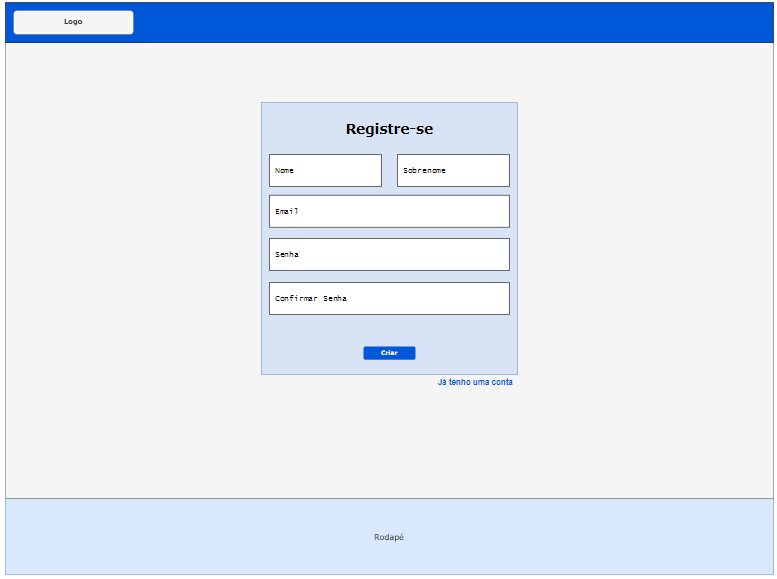 Logo
Registre-se
Nome Sobrenome
Email
Senha
Confirmar Senha
Criar
Já tenho uma conta
Rodapé